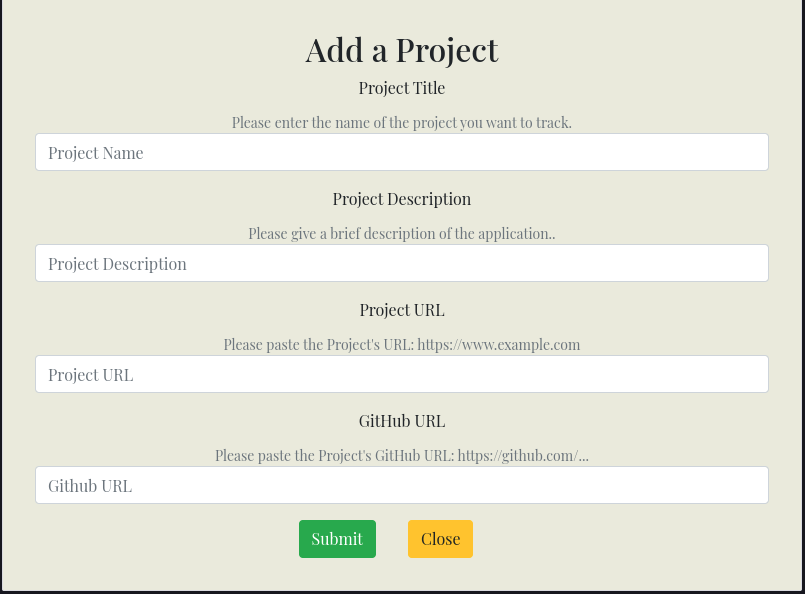 Add a Project
Project Title
Please enter the name of the project you want to track.
Project Name
Project Description
Please give a brief description of the application..
Project Description
Project URL
Please paste the Project's URL: https://www.example.com
Project URL
GitHub URL
Please paste the Project's GitHub URL: https://github.com/...
Github URL
Submit Close